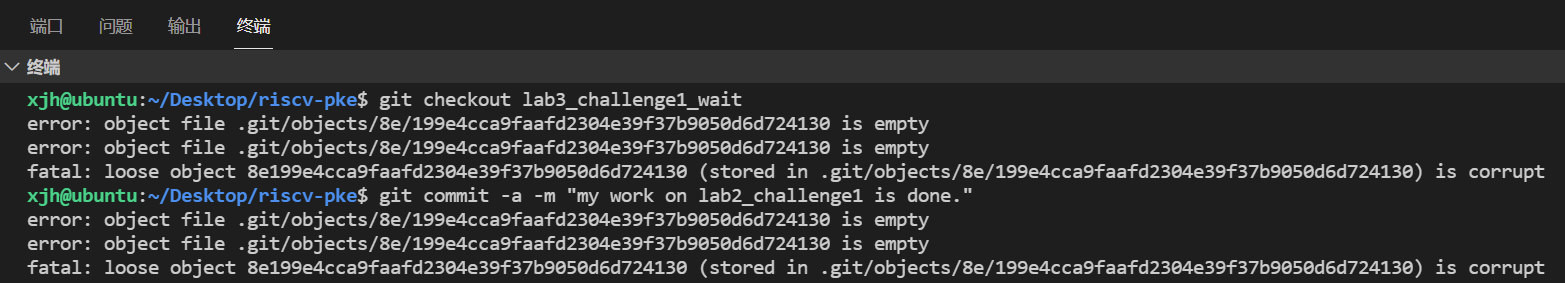 端口 问题 输出 终端
终端
xjh@ubuntu:~/Desktop/riscv-pke$ git checkout lab3_challenge1_wait
error: object file .git/objects/8e/199e4cca9faafd2304e39f37b9050d6d724130 is empty
error: object file .git/objects/8e/199e4cca9faafd2304e39f37b9050d6d724130 is empty
fatal: loose object 8e199e4cca9faafd2304e39f37b9050d6d724130 (stored in .git/objects/8e/199e4cca9faafd2304e39f37b9050d6d724130) is corrupt
xjh@ubuntu:~/Desktop/riscv-pke$ git commit -a -m "my work on lab2_challenge1 is done."
error: object file .git/objects/8e/199e4cca9faafd2304e39f37b9050d6d724130 is empty
error: object file .git/objects/8e/199e4cca9faafd2304e39f37b9050d6d724130 is empty
fatal: loose object 8e199e4cca9faafd2304e39f37b9050d6d724130 (stored in .git/objects/8e/199e4cca9faafd2304e39f37b9050d6d724130) is corrupt